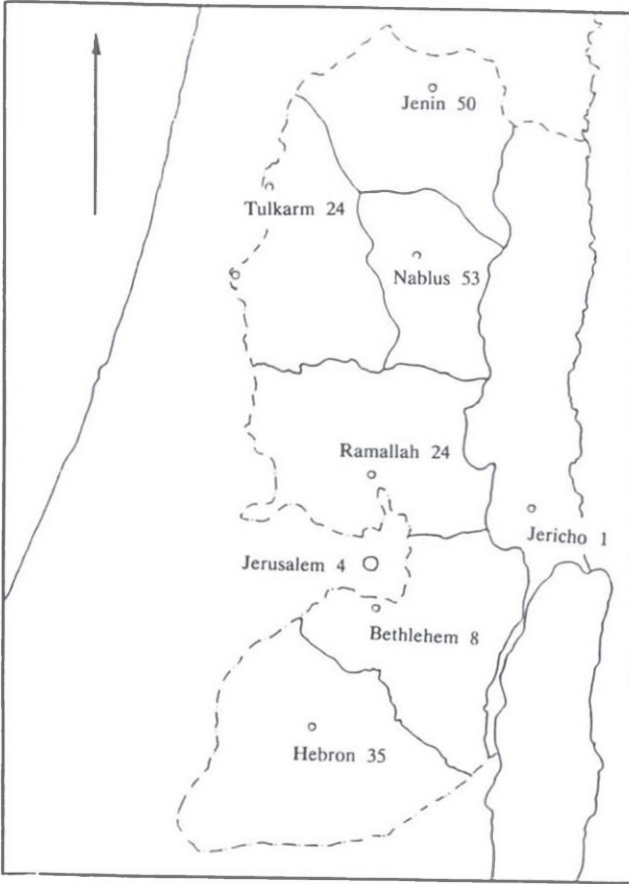 Jenin 50
Tulkarm 24
Nablus 53
Ramallah 24
Jericho 1
Jerusalem 4
Bethlehem 8
Hebron 35